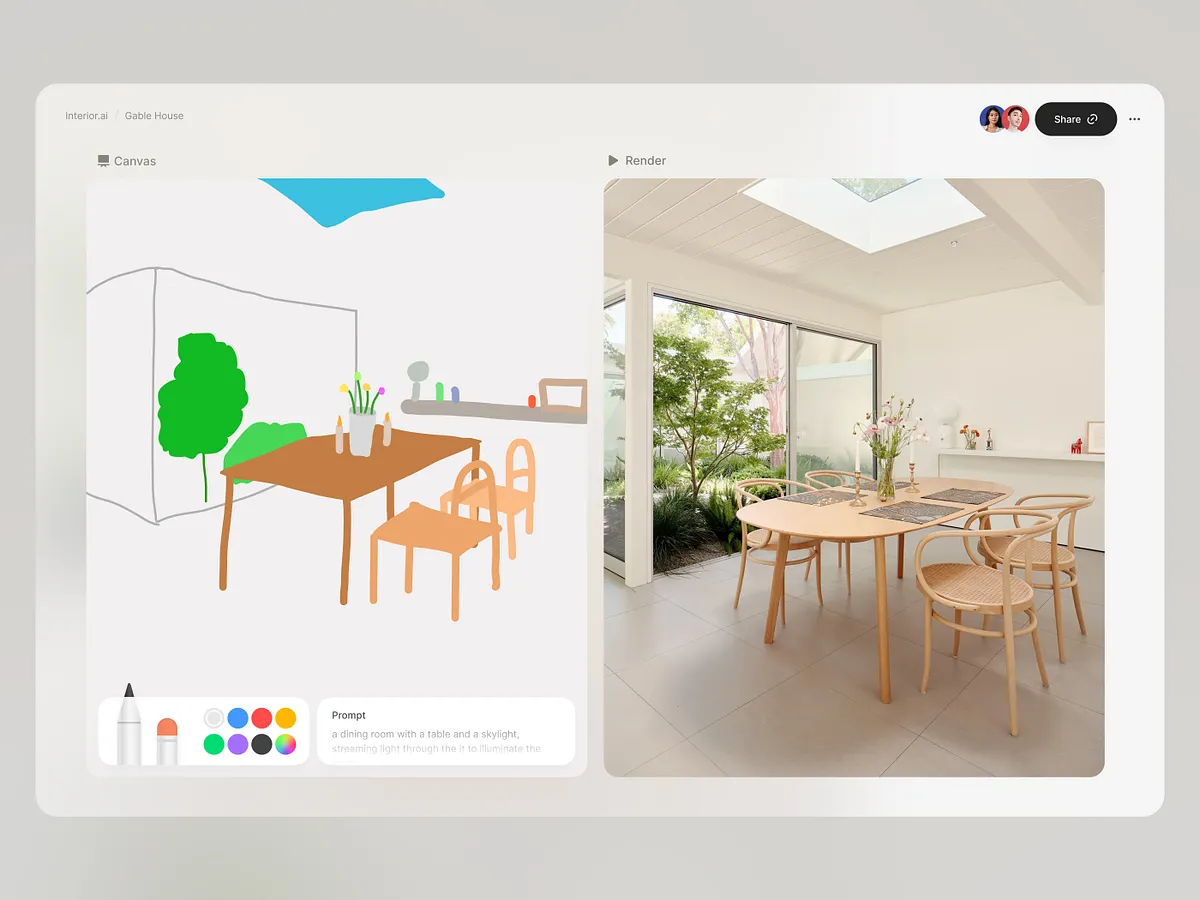 Interior.ai / Gable House
Share
Canvas
Render
Prompt
a dining room with a table and a skylight,
streaming light through the it to illuminate the